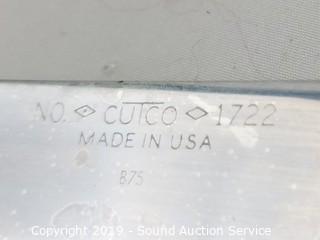 NO. CUTCO 1722
MADE IN USA
B75
Copyright 2019 - Sound Auction Service